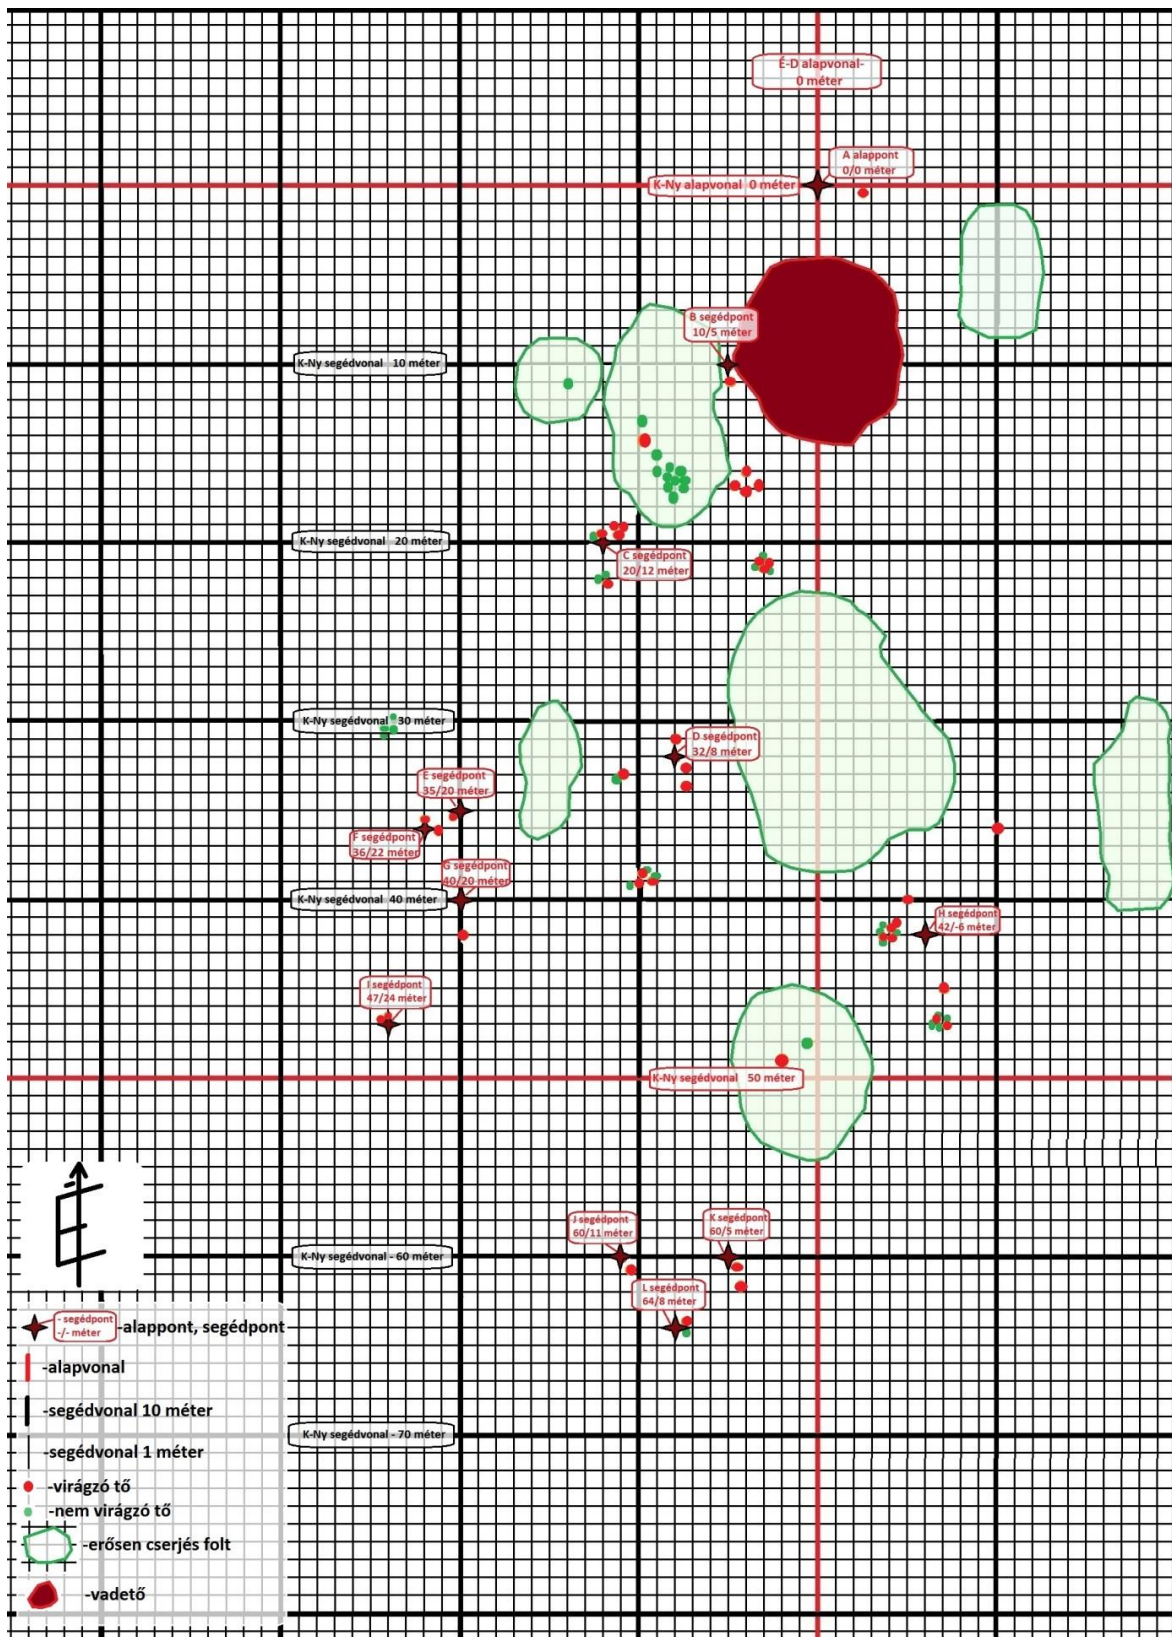 É-D alapvonal-
0 méter
A alappont
0/0 méter
K-Ny alapvonal 0 méter
B segédpont
10/5 méter
K-Ny segédvonal 10 méter
K-Ny segédvonal 20 méter
C segédpont
20/12 méter
K-Ny segédvonal 30 méter
D segédpont
32/8 méter
E segédpont
35/20 méter
F segédpont
36/22 méter
G segédpont
40/20 méter
K-Ny segédvonal 40 méter
H segédpont
42/-6 méter
I segédpont
47/24 méter
K-Ny segédvonal 50 méter
J segédpont
60/11 méter
K segédpont
60/5 méter
K-Ny segédvonal - 60 méter
L segédpont
64/8 méter
É
- segédpont
-/- méter
-alappont, segédpont
-alapvonal
-segédvonal 10 méter
K-Ny segédvonal - 70 méter
-segédvonal 1 méter
-virágzó tő
-nem virágzó tő
-erősen cserjés folt
-vadető